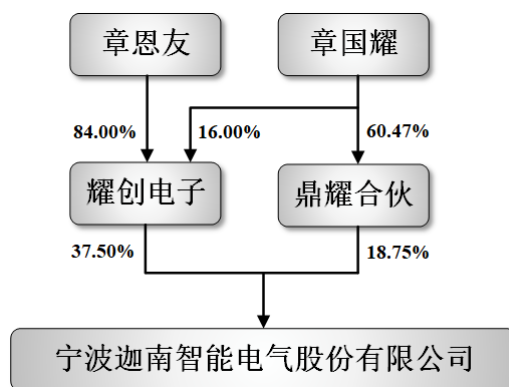 章恩友
章国耀
84.00%
16.00%
60.47%
耀创电子
鼎耀合伙
37.50%
18.75%
宁波迦南智能电气股份有限公司